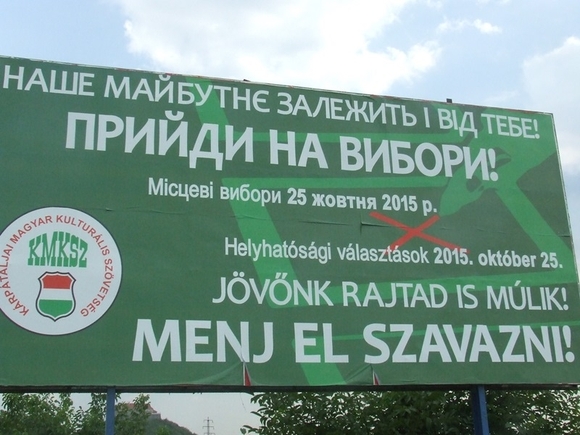 НАШЕ МАЙБУТНЄ ЗАЛЕЖИТЬ І ВІД ТЕБЕ!
ПРИЙДИ НА ВИБОРИ!
Місцеві вибори 25 жовтня 2015 р.
Helyhatósági választások 2015. október 25.
JÖVŐNK RAJTAD IS MÚLIK!
MENJ EL SZAVAZNI!
KÁRPÁTALJAI MAGYAR KULTURÁLIS SZÖVETSÉG
KMKSZ